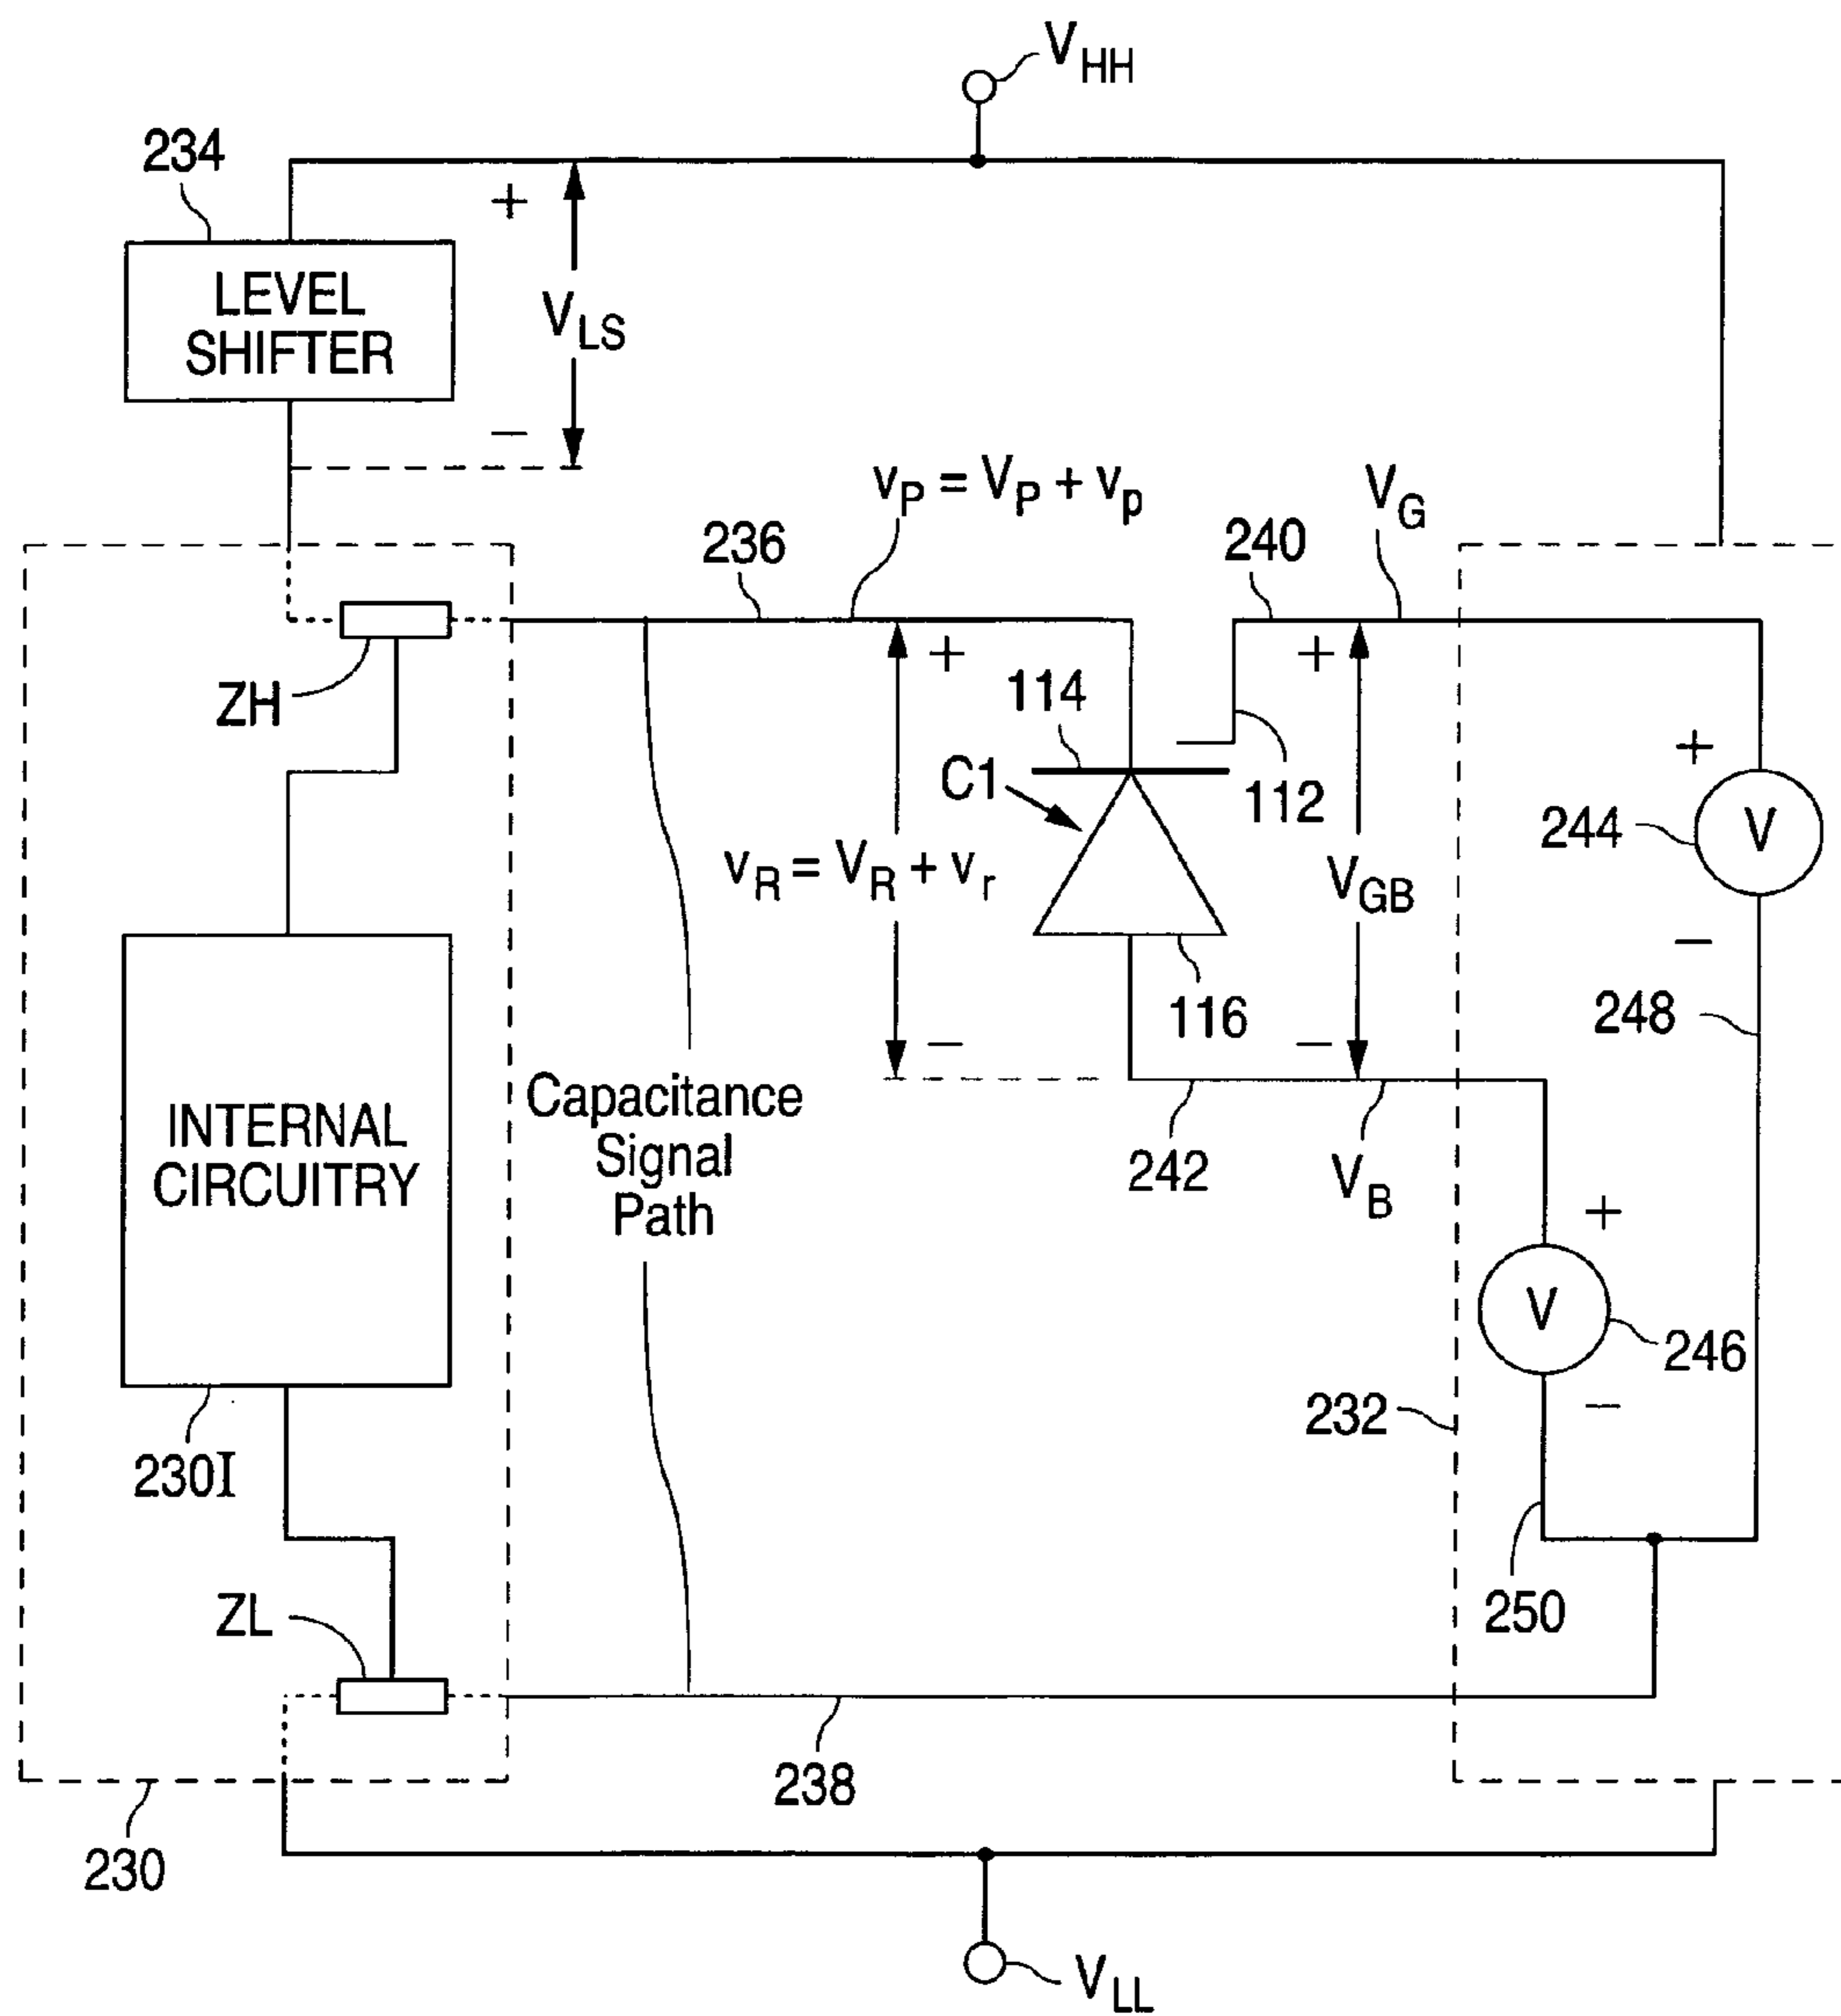 V_HH
234
+
LEVEL
SHIFTER
V_LS
−
v_P = V_P + v_p
V_G
236
240
ZH
+
+
114
+
C1
112
244
V
v_R = V_R + v_r
V_GB
−
248
116
−
−
Capacitance
Signal
Path
INTERNAL
CIRCUITRY
242
V_B
+
V
246
232
−
230I
250
ZL
238
230
V_LL